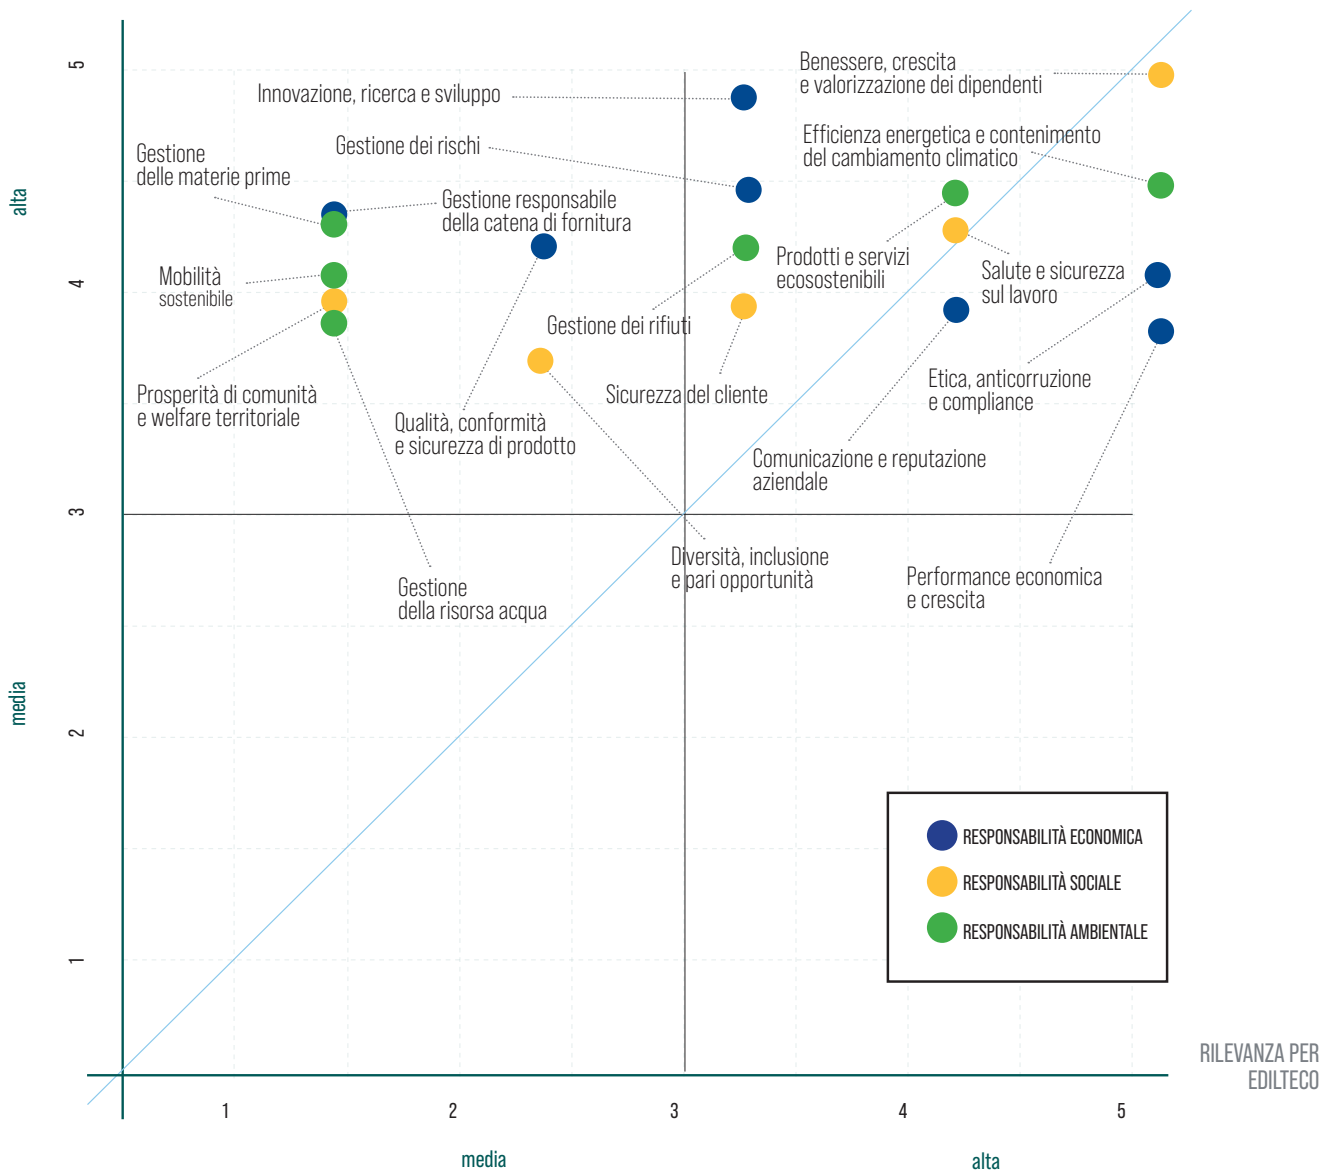 5
Benessere, crescita
e valorizzazione dei dipendenti
Innovazione, ricerca e sviluppo
Efficienza energetica e contenimento
del cambiamento climatico
Gestione dei rischi
Gestione
delle materie prime
alta
Gestione responsabile
della catena di fornitura
Prodotti e servizi
ecosostenibili
Salute e sicurezza
sul lavoro
Mobilità
sostenibile
4
Gestione dei rifiuti
Etica, anticorruzione
e compliance
Sicurezza del cliente
Prosperità di comunità
e welfare territoriale
Qualità, conformità
e sicurezza di prodotto
Comunicazione e reputazione
aziendale
3
Diversità, inclusione
e pari opportunità
Performance economica
e crescita
Gestione
della risorsa acqua
media
2
RESPONSABILITÀ ECONOMICA
RESPONSABILITÀ SOCIALE
RESPONSABILITÀ AMBIENTALE
1
RILEVANZA PER
EDILTECO
1 2 3 4 5
media alta